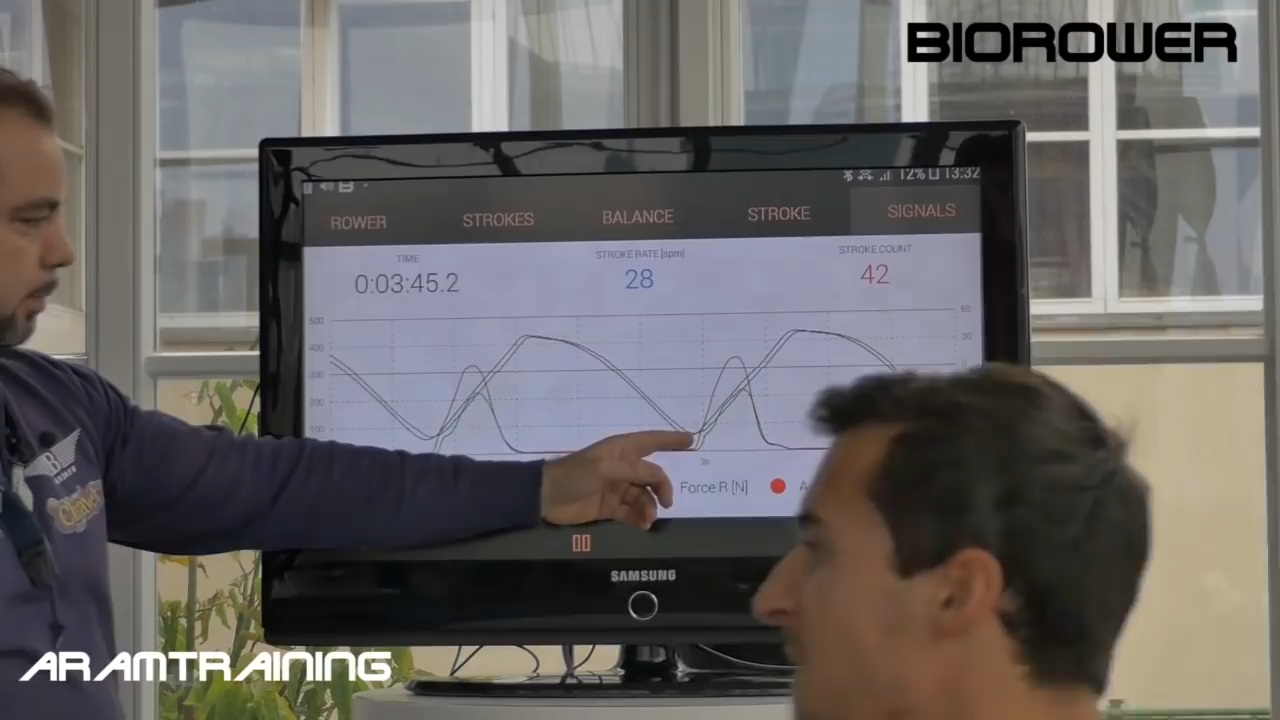 BIOROWER
12% 13:32
ROWER STROKES BALANCE STROKE SIGNALS
TIME STROKE RATE [spm] STROKE COUNT
0:03:45.2 28 42
500 60
400 20
300
200
100
Force R [N]
SAMSUNG
ARAMTRAINING